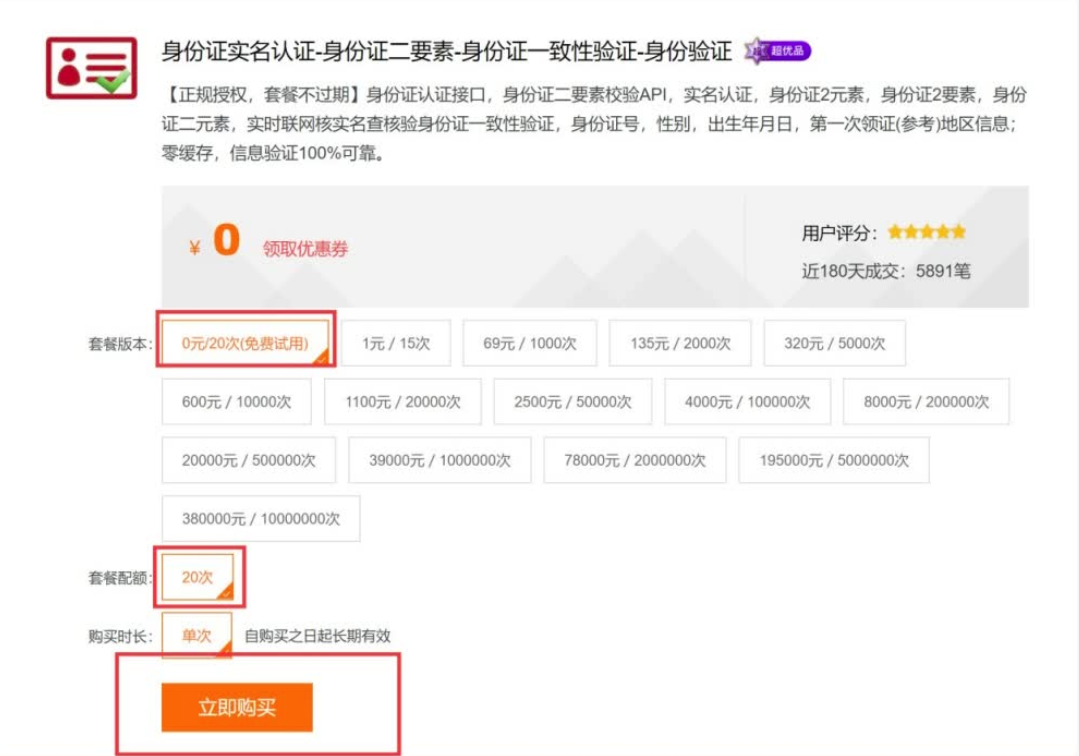 身份证实名认证-身份证二要素-身份证一致性验证-身份验证 超优品
【正规授权，套餐不过期】身份证认证接口，身份证二要素校验API，实名认证，身份证2元素，身份证2要素，身份
证二元素，实时联网核实名查核验身份证一致性验证，身份证号，性别，出生年月日，第一次领证(参考)地区信息；
零缓存，信息验证100%可靠。
¥ 0 领取优惠券
用户评分：
近180天成交：5891笔
套餐版本： 0元/20次(免费试用) 1元 / 15次 69元 / 1000次 135元 / 2000次 320元 / 5000次
600元 / 10000次 1100元 / 20000次 2500元 / 50000次 4000元 / 100000次 8000元 / 200000次
20000元 / 500000次 39000元 / 1000000次 78000元 / 2000000次 195000元 / 5000000次
380000元 / 10000000次
套餐配额： 20次
购买时长： 单次 自购买之日起长期有效
立即购买